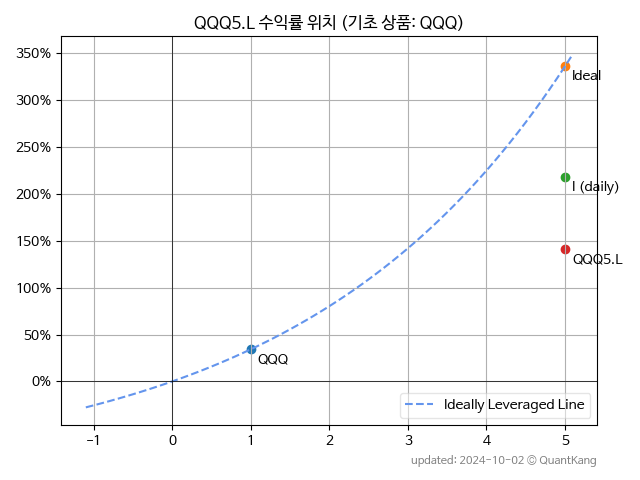 QQQ5.L 수익률 위치 (기초 상품: QQQ)
350%
300%
250%
200%
150%
100%
50%
0%
Ideal
I (daily)
QQQ5.L
QQQ
Ideally Leveraged Line
-1 0 1 2 3 4 5
updated: 2024-10-02 © QuantKang